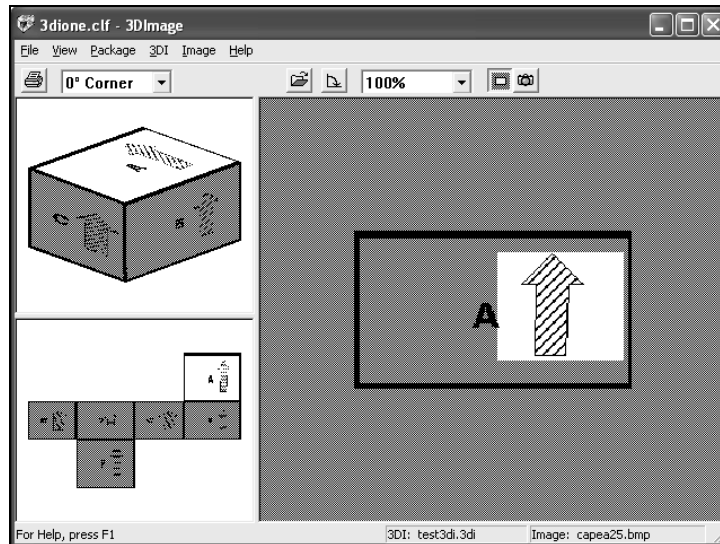 3dione.clf - 3DImage
File View Package 3DI Image Help
0° Corner 100%
A
C B
A
A
For Help, press F1 3DI: test3di.3di Image: capea25.bmp